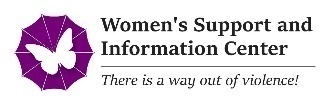 Women's Support and
Information Center
There is a way out of violence!